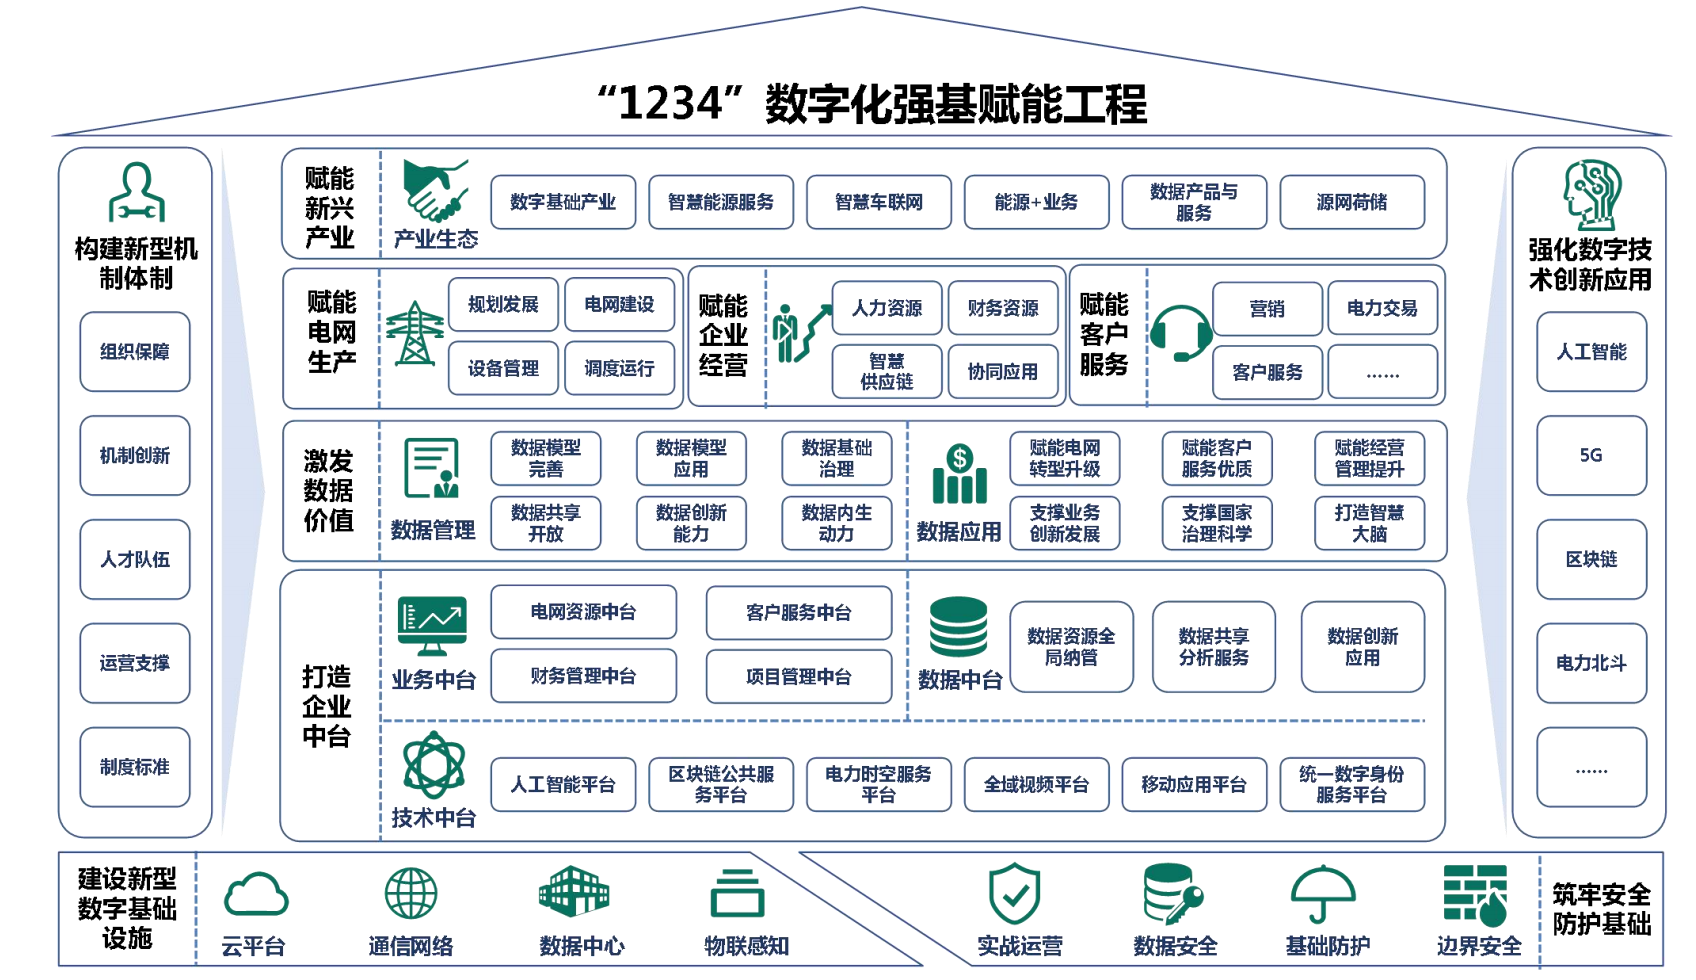 “1234”数字化强基赋能工程
构建新型机
制体制
组织保障
机制创新
人才队伍
运营支撑
制度标准
赋能
新兴
产业
产业生态
数字基础产业
智慧能源服务
智慧车联网
能源+业务
数据产品与
服务
源网荷储
赋能
电网
生产
规划发展
电网建设
设备管理
调度运行
赋能
企业
经营
人力资源
财务资源
智慧
供应链
协同应用
赋能
客户
服务
营销
电力交易
客户服务
……
激发
数据
价值
数据管理
数据模型
完善
数据模型
应用
数据基础
治理
数据共享
开放
数据创新
能力
数据内生
动力
数据应用
赋能电网
转型升级
赋能客户
服务优质
赋能经营
管理提升
支撑业务
创新发展
支撑国家
治理科学
打造智慧
大脑
打造
企业
中台
业务中台
电网资源中台
客户服务中台
财务管理中台
项目管理中台
数据中台
数据资源全
局纳管
数据共享
分析服务
数据创新
应用
技术中台
人工智能平台
区块链公共服
务平台
电力时空服务
平台
全域视频平台
移动应用平台
统一数字身份
服务平台
强化数字技
术创新应用
人工智能
5G
区块链
电力北斗
……
建设新型
数字基础
设施
云平台
通信网络
数据中心
物联感知
实战运营
数据安全
基础防护
边界安全
筑牢安全
防护基础